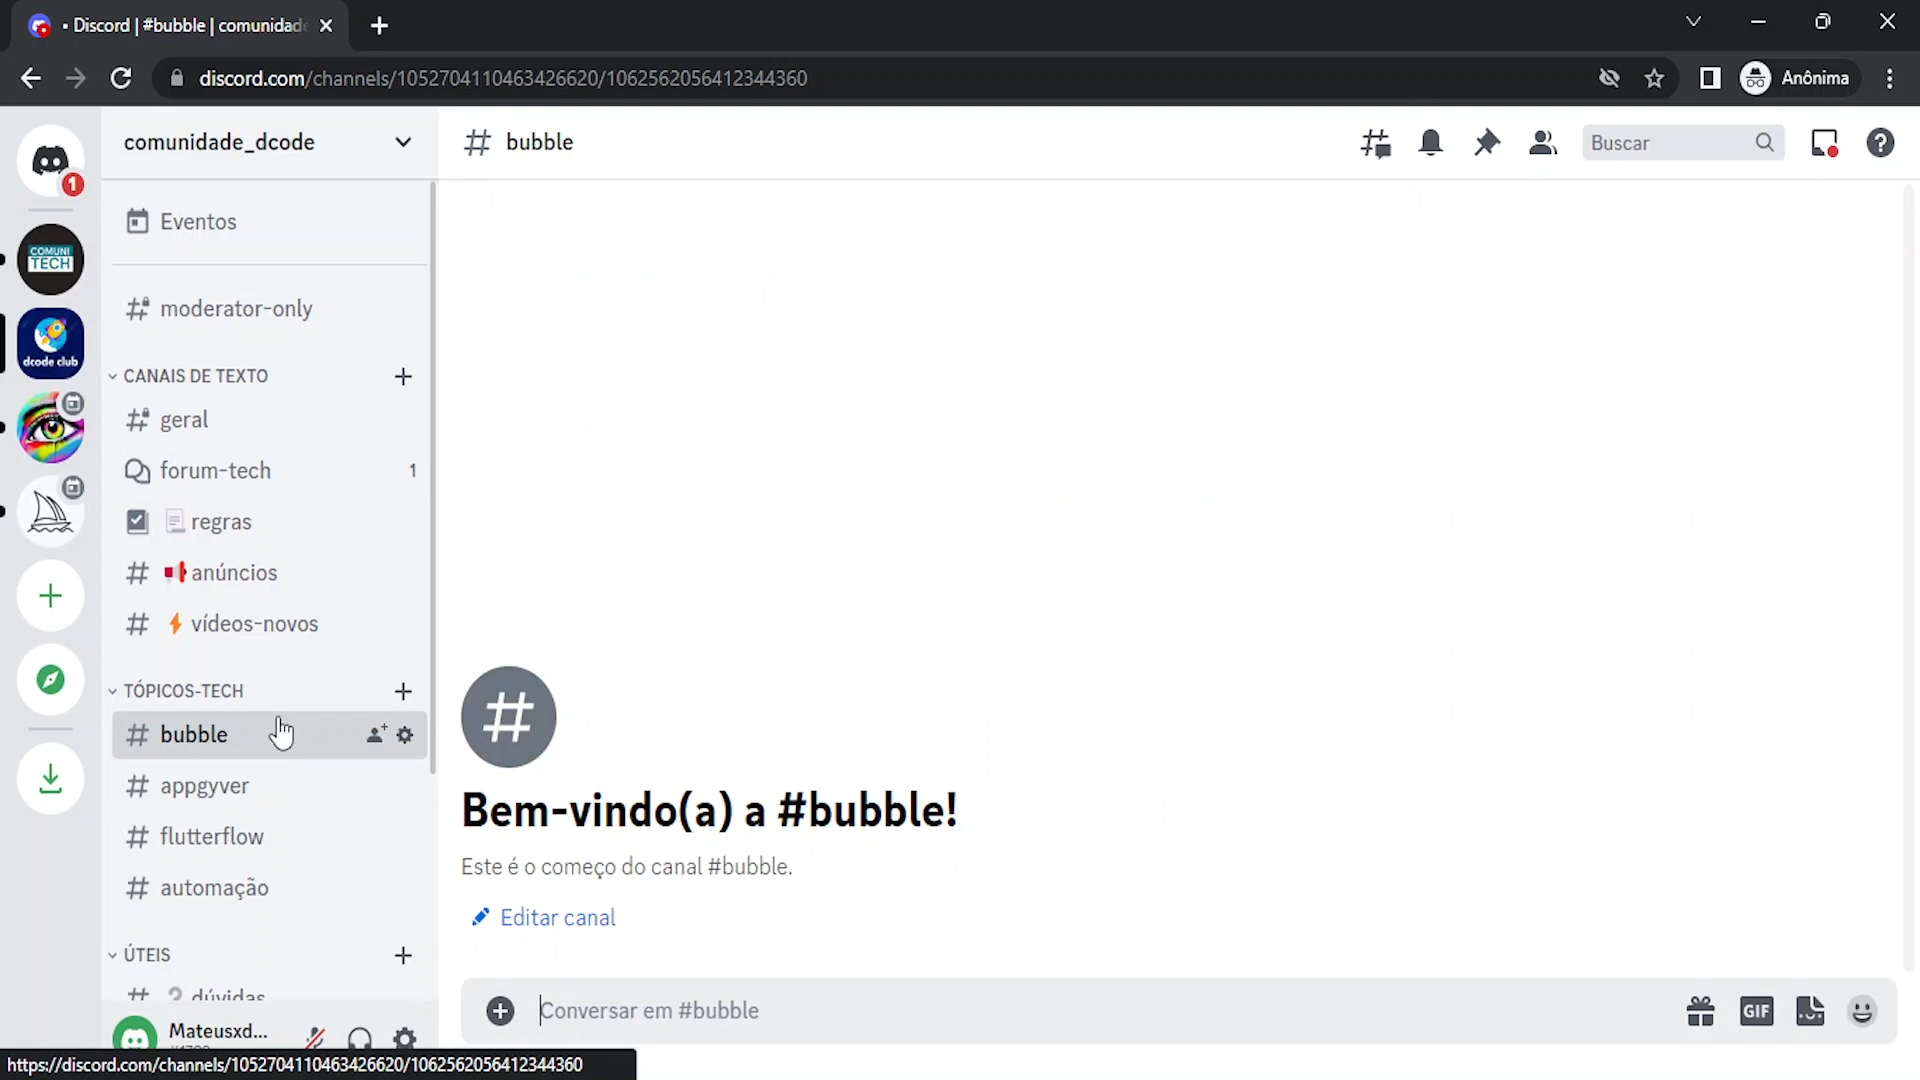 • Discord | #bubble | comunidade
discord.com/channels/1052704110463426620/1062562056412344360
Anônima
1
COMUNI
TECH
dcode club
comunidade_dcode
Eventos
moderator-only
CANAIS DE TEXTO
geral
forum-tech 1
regras
anúncios
vídeos-novos
TÓPICOS-TECH
bubble
appgyver
flutterflow
automação
ÚTEIS
dúvidas
Mateusxd...
bubble
Buscar
Bem-vindo(a) a #bubble!
Este é o começo do canal #bubble.
Editar canal
Conversar em #bubble
GIF
https://discord.com/channels/1052704110463426620/1062562056412344360